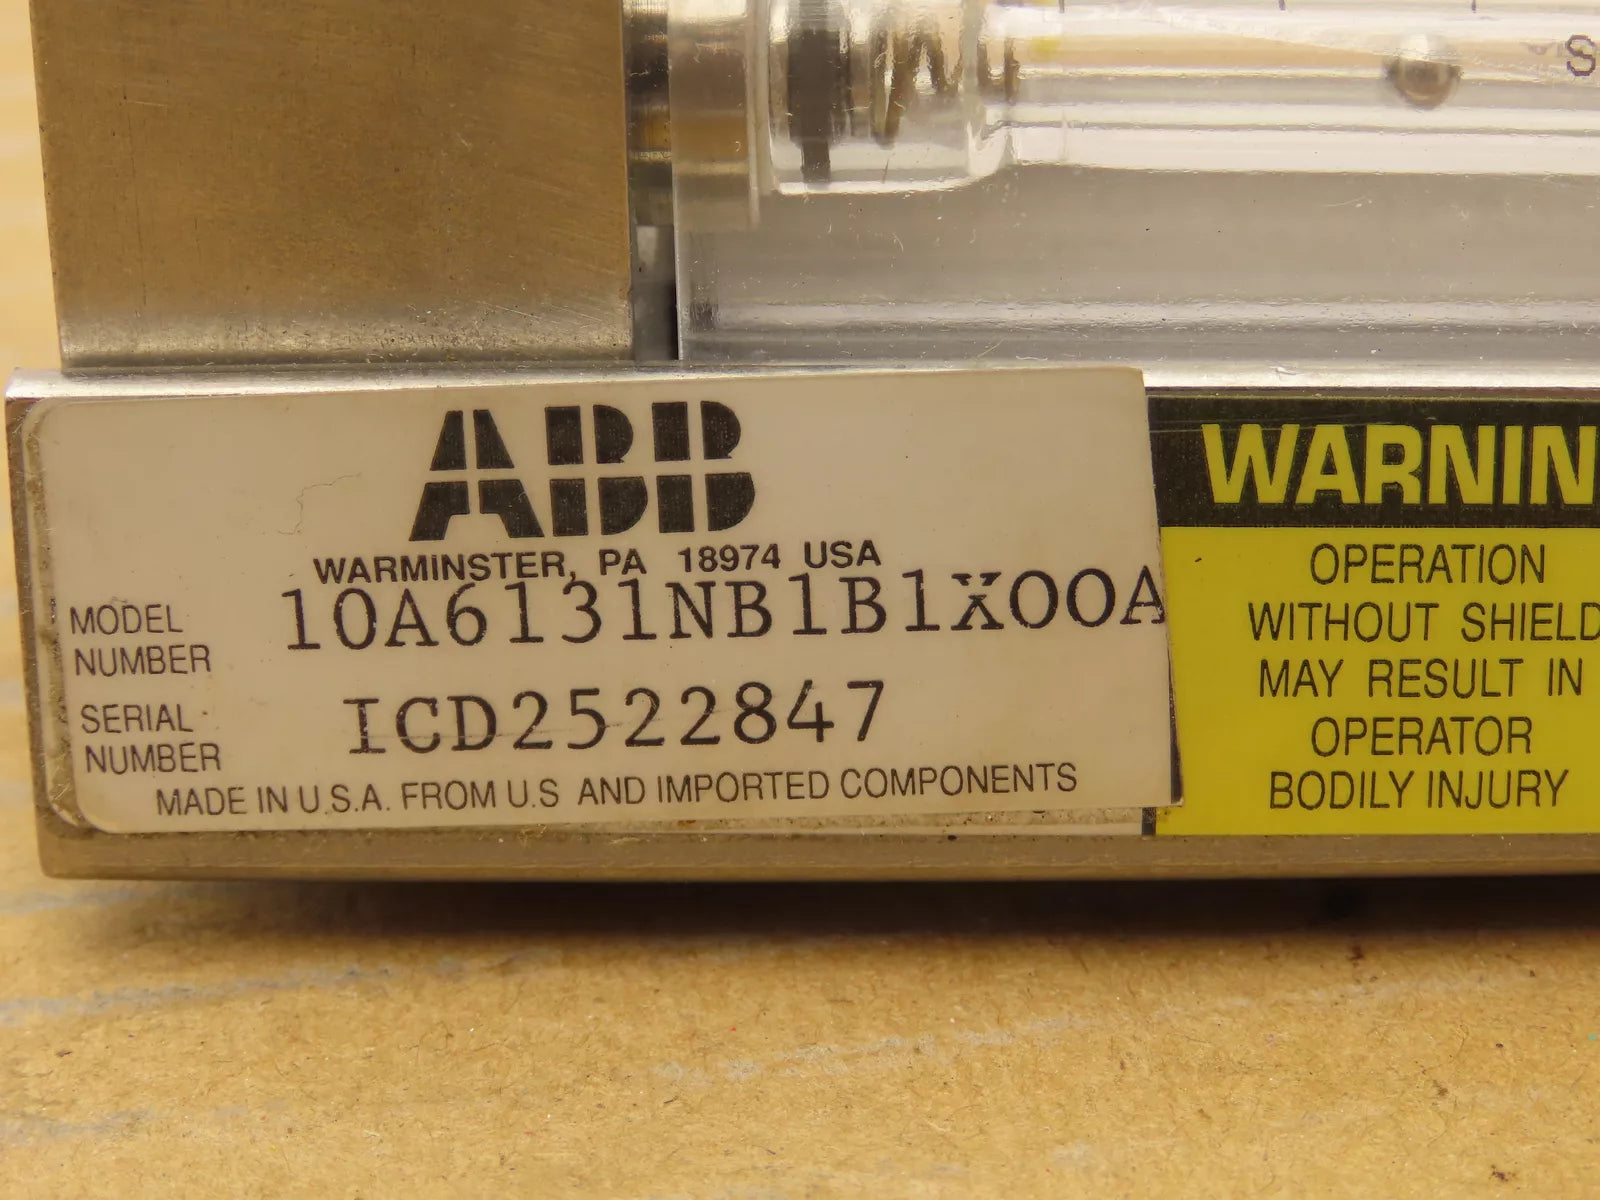 S
ABB
WARMINSTER, PA 18974 USA
MODEL NUMBER 10A6131NB1B1X00A
SERIAL NUMBER ICD2522847
MADE IN U.S.A. FROM U.S AND IMPORTED COMPONENTS
WARNIN
OPERATION
WITHOUT SHIELD
MAY RESULT IN
OPERATOR
BODILY INJURY